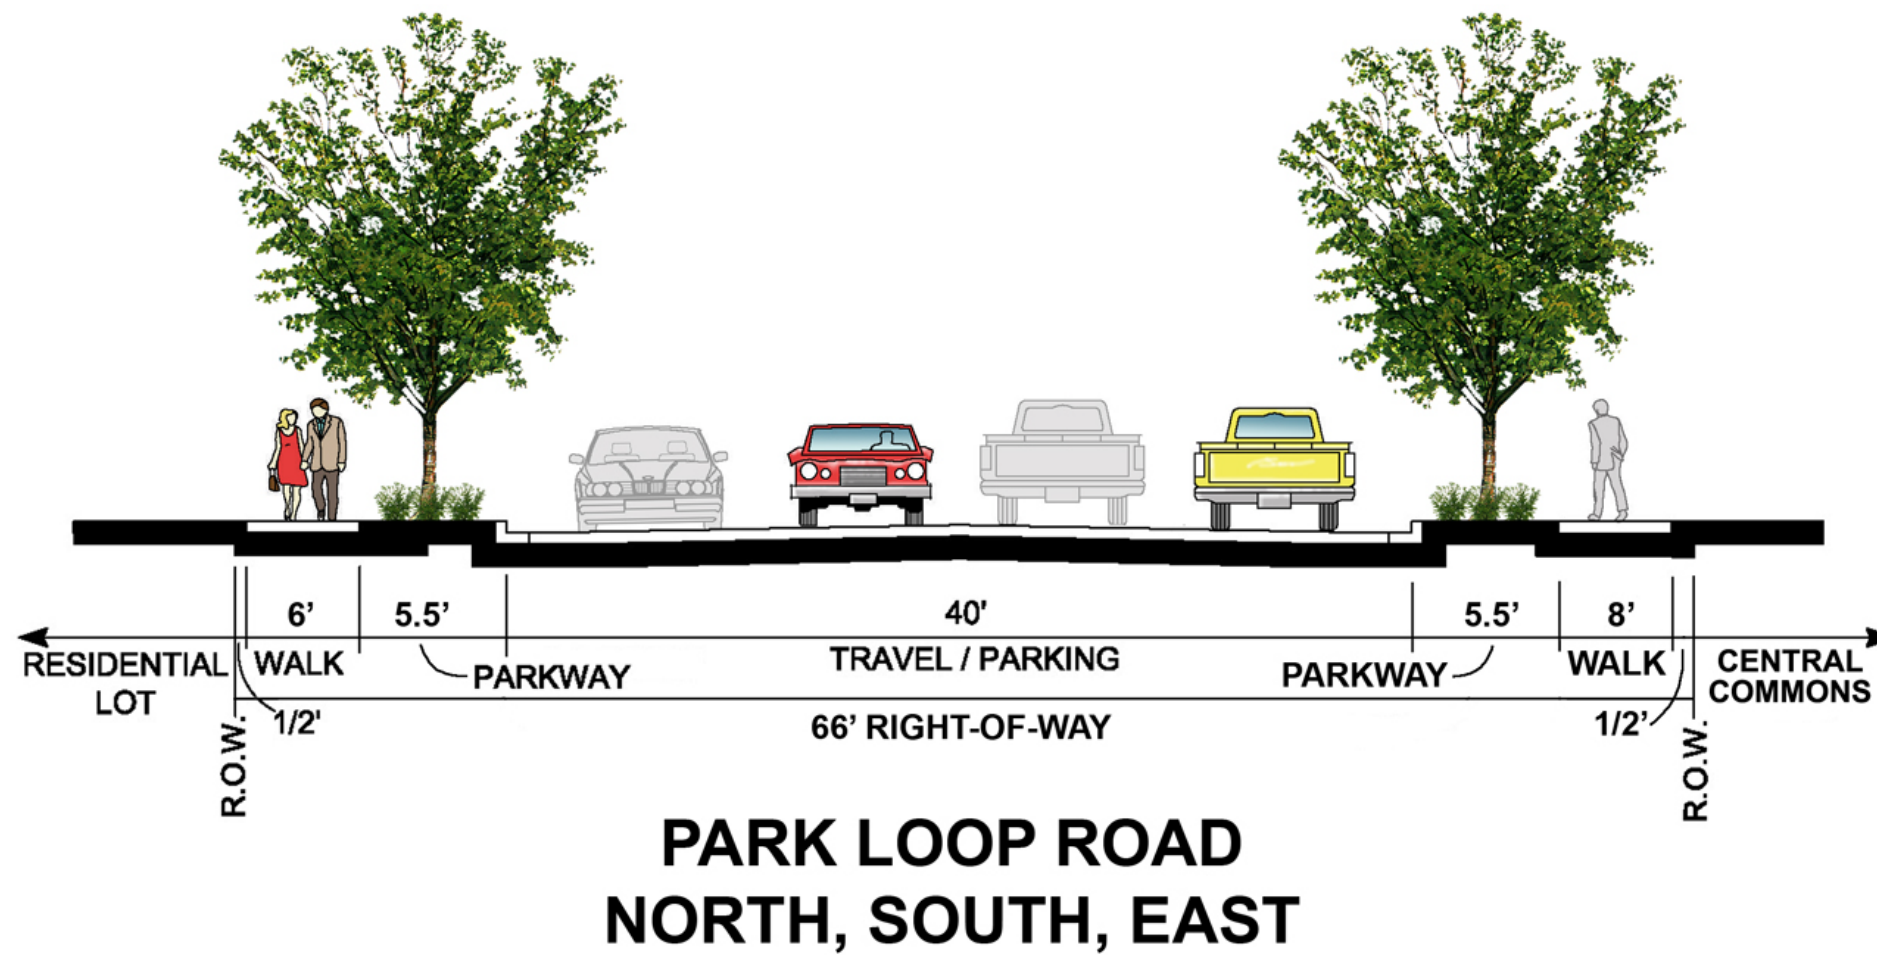 6’
5.5’
40'
5.5’
8’
RESIDENTIAL
LOT
WALK
PARKWAY
TRAVEL / PARKING
PARKWAY
WALK
CENTRAL
COMMONS
1/2'
66’ RIGHT-OF-WAY
1/2’
R.O.W.
R.O.W.
PARK LOOP ROAD
NORTH, SOUTH, EAST